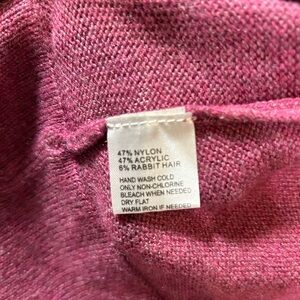 47% NYLON
47% ACRYLIC
6% RABBIT HAIR
HAND WASH COLD
ONLY NON-CHLORINE
BLEACH WHEN NEEDED
DRY FLAT
WARM IRON IF NEEDED